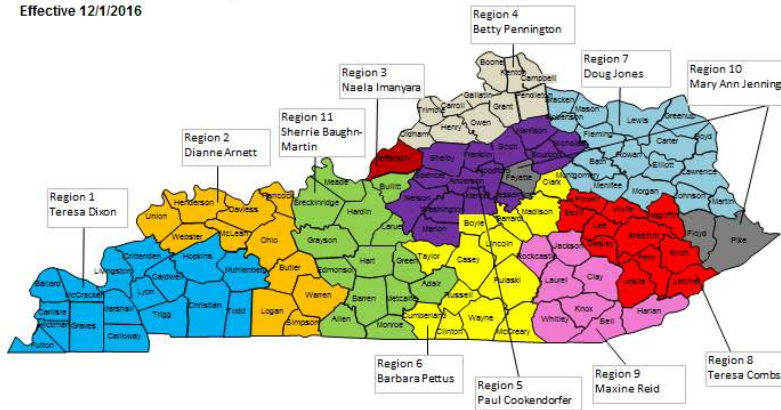 Effective 12/1/2016
Region 4
Betty Pennington
Region 7
Doug Jones
Region 10
Mary Ann Jenning
Region 3
Naela Imanyara
Region 11
Sherrie Baughn-
Martin
Region 2
Dianne Arnett
Region 1
Teresa Dixon
Boone
Kenton
Campbell
Gallatin
Pendleton
Grant
Carroll
Trimble
Owen
Henry
Oldham
Bracken
Mason
Robertson
Lewis
Greenup
Fleming
Boyd
Carter
Rowan
Elliott
Bath
Lawrence
Montgomery
Menifee
Morgan
Johnson
Martin
Harrison
Nicholas
Scott
Bourbon
Franklin
Shelby
Fayette
Spencer
Anderson
Nelson
Washington
Mercer
Marion
Jefferson
Bullitt
Meade
Breckinridge
Hardin
Larue
Grayson
Hart
Green
Edmonson
Adair
Barren
Metcalfe
Allen
Monroe
Hancock
Henderson
Daviess
Union
Webster
McLean
Ohio
Butler
Warren
Logan
Simpson
Crittenden
Hopkins
Livingston
Caldwell
Muhlenberg
Ballard
McCracken
Lyon
Carlisle
Marshall
Hickman
Graves
Trigg
Christian
Todd
Fulton
Calloway
Clark
Madison
Boyle
Garrard
Lincoln
Taylor
Casey
Pulaski
Russell
Cumberland
Wayne
Clinton
McCreary
Powell
Estill
Wolfe
Magoffin
Lee
Owsley
Breathitt
Floyd
Pike
Perry
Knott
Leslie
Letcher
Rockcastle
Jackson
Laurel
Clay
Knox
Whitley
Bell
Harlan
Region 6
Barbara Pettus
Region 5
Paul Cookendorfer
Region 9
Maxine Reid
Region 8
Teresa Combs